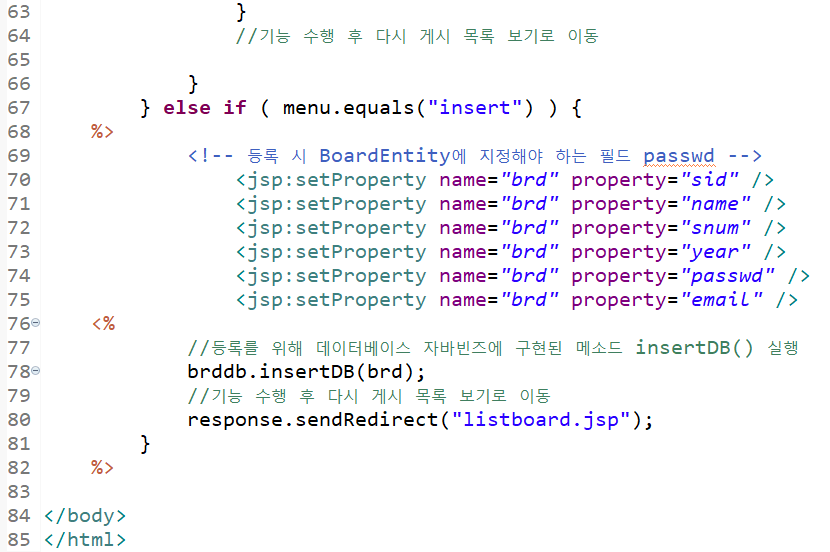 63 }
64 //기능 수행 후 다시 게시 목록 보기로 이동
65
66 }
67 } else if ( menu.equals("insert") ) {
68 %>
69 <!-- 등록 시 BoardEntity에 지정해야 하는 필드 passwd -->
70 <jsp:setProperty name="brd" property="sid" />
71 <jsp:setProperty name="brd" property="name" />
72 <jsp:setProperty name="brd" property="snum" />
73 <jsp:setProperty name="brd" property="year" />
74 <jsp:setProperty name="brd" property="passwd" />
75 <jsp:setProperty name="brd" property="email" />
76 <%
77 //등록를 위해 데이터베이스 자바빈즈에 구현된 메소드 insertDB() 실행
78 brddb.insertDB(brd);
79 //기능 수행 후 다시 게시 목록 보기로 이동
80 response.sendRedirect("listboard.jsp");
81 }
82 %>
83
84 </body>
85 </html>